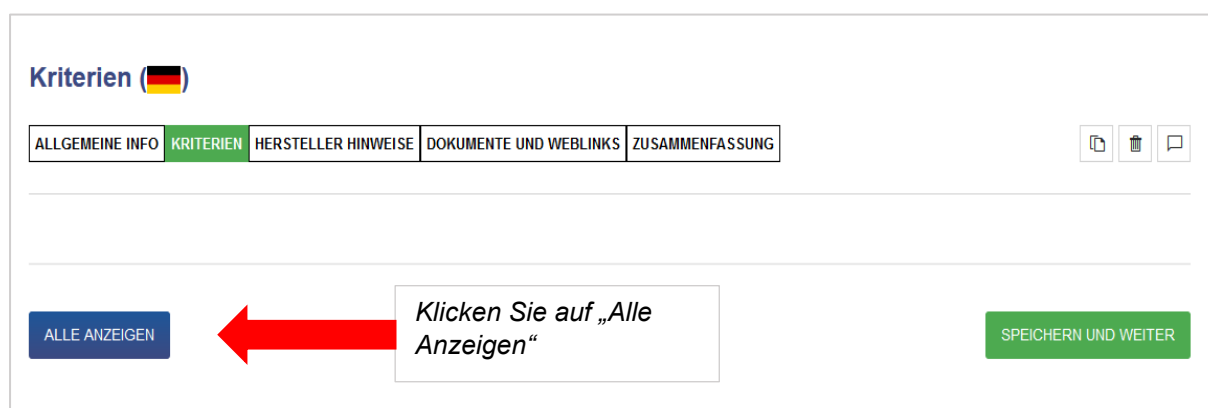 Kriterien ( )
ALLGEMEINE INFO KRITERIEN HERSTELLER HINWEISE DOKUMENTE UND WEBLINKS ZUSAMMENFASSUNG
Klicken Sie auf „Alle
Anzeigen“
ALLE ANZEIGEN
SPEICHERN UND WEITER